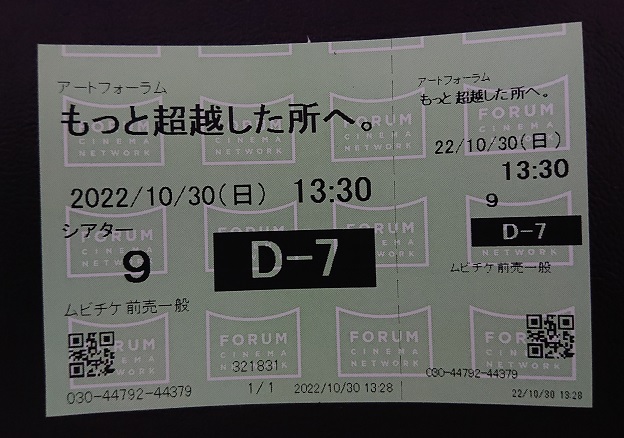 アートフォーラム
もっと超越した所へ。
2022/10/30(日) 13:30
シアター
9
D-7
ムビチケ前売一般
321831
030-44792-44379
1/1 2022/10/30 13:28
アートフォーラム
もっと超越した所へ。
22/10/30(日)
13:30
9
D-7
ムビチケ前売一般
030-44792-44379
22/10/30 13:28
FORUM
CINEMA
NETWORK